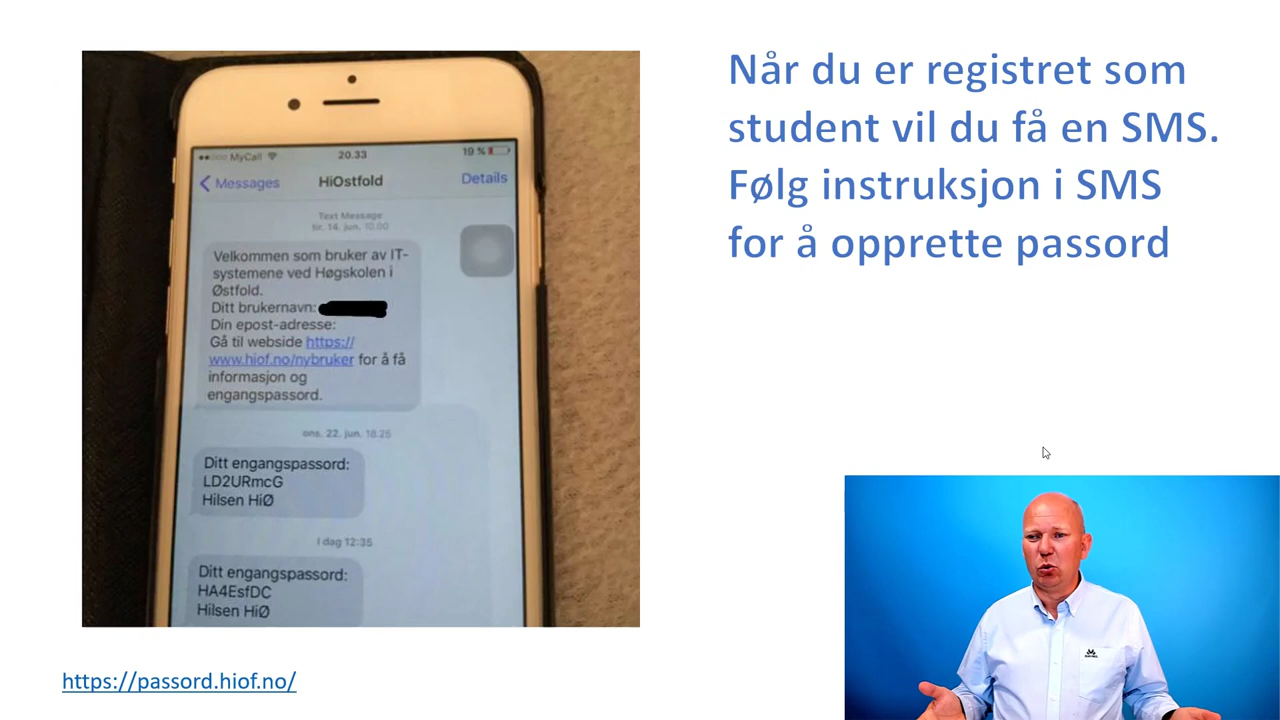 Når du er registret som
student vil du få en SMS.
Følg instruksjon i SMS
for å opprette passord
MyCall
20.33
19 %
Messages
HiOstfold
Details
Text Message
tir. 14. jun. 10.00
Velkommen som bruker av IT-
systemene ved Høgskolen i
Østfold.
Ditt brukernavn:
Din epost-adresse:
Gå til webside https://
www.hiof.no/nybruker for å få
informasjon og
engangspassord.
ons. 22. jun. 18.25
Ditt engangspassord:
LD2URmcG
Hilsen HiØ
I dag 12:35
Ditt engangspassord:
HA4EsfDC
Hilsen HiØ
https://passord.hiof.no/